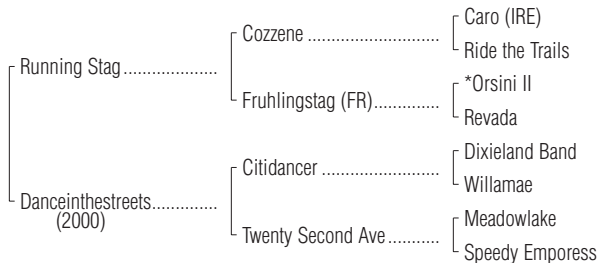 Caro (IRE)
Cozzene ..............................
Ride the Trails
Running Stag.....................
*Orsini II
Fruhlingstag (FR)...............
Revada
Dixieland Band
Citidancer ........................
Willamae
Danceinthestreets...............
(2000)
Meadowlake
Twenty Second Ave............
Speedy Emporess